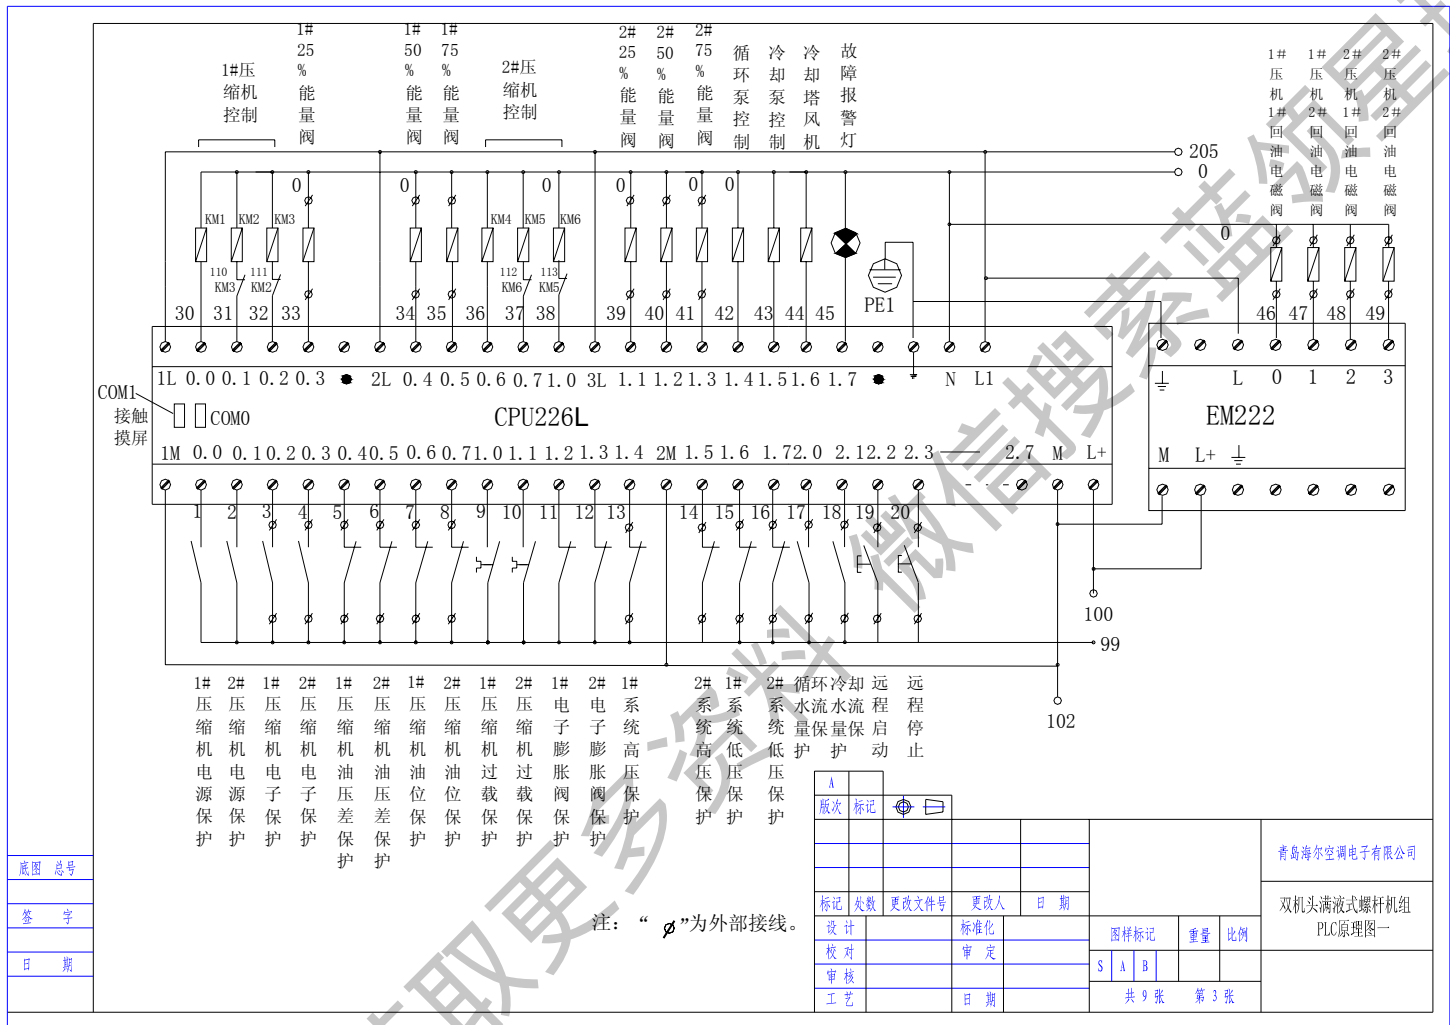 1#压
缩机
控制
1#
25
%
能
量
阀
1#
50
%
能
量
阀
1#
75
%
能
量
阀
2#压
缩机
控制
2#
25
%
能
量
阀
2#
50
%
能
量
阀
2#
75
%
能
量
阀
循环泵控制
冷却泵控制
冷却塔风机
故障报警灯
1#压机1#回油电磁阀
1#压机2#回油电磁阀
2#压机1#回油电磁阀
2#压机2#回油电磁阀
205
0
0 0 0 0 0 0 0 0 0
KM1 KM2 KM3 KM4 KM5 KM6
110 111 112 113
KM3 KM2 KM6 KM5
PE1
30 31 32 33 34 35 36 37 38 39 40 41 42 43 44 45 46 47 48 49
1L 0.0 0.1 0.2 0.3 2L 0.4 0.5 0.6 0.7 1.0 3L 1.1 1.2 1.3 1.4 1.5 1.6 1.7 N L1
L 0 1 2 3
COM1
接触
摸屏
COM0
CPU226L
EM222
1M 0.0 0.1 0.2 0.3 0.4 0.5 0.6 0.7 1.0 1.1 1.2 1.3 1.4 2M 1.5 1.6 1.7 2.0 2.1 2.2 2.3 2.7 M L+
M L+
1 2 3 4 5 6 7 8 9 10 11 12 13 14 15 16 17 18 19 20
100
99
102
1#压缩机电源保护
2#压缩机电源保护
1#压缩机电子保护
2#压缩机电子保护
1#压缩机油压差保护
2#压缩机油压差保护
1#压缩机油位保护
2#压缩机油位保护
1#压缩机过载保护
2#压缩机过载保护
1#电子膨胀阀保护
2#电子膨胀阀保护
1#系统高压保护
2#系统高压保护
1#系统低压保护
2#系统低压保护
循环水流量保护
冷却水流量保护
远程启动
远程停止
注：“ ”为外部接线。
底图 总号
签 字
日 期
A
版次 标记
标记 处数 更改文件号 更改人 日 期
设 计 标准化
校 对 审 定
审 核
工 艺 日 期
图样标记 重量 比例
S A B
共 9 张 第 3 张
青岛海尔空调电子有限公司
双机头满液式螺杆机组
PLC原理图一
获取更多资料 微信搜索蓝领星球